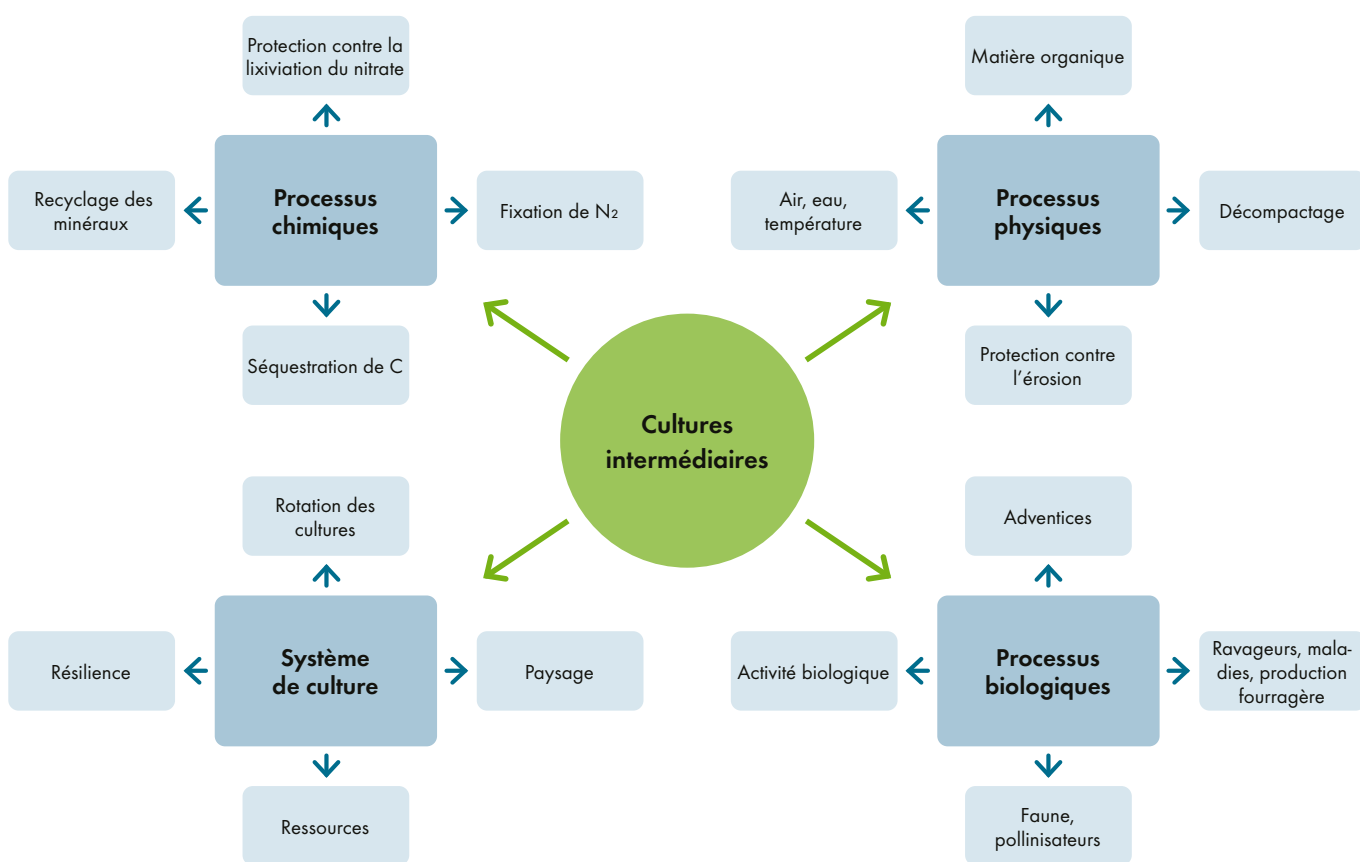 Protection contre la
lixiviation du nitrate
Recyclage des
minéraux
Processus
chimiques
Fixation de N₂
Séquestration de C
Matière organique
Air, eau,
température
Processus
physiques
Décompactage
Protection contre
l'érosion
Cultures
intermédiaires
Rotation des
cultures
Résilience
Système
de culture
Paysage
Ressources
Adventices
Activité biologique
Processus
biologiques
Ravageurs, mala-
dies, production
fourragère
Faune,
pollinisateurs